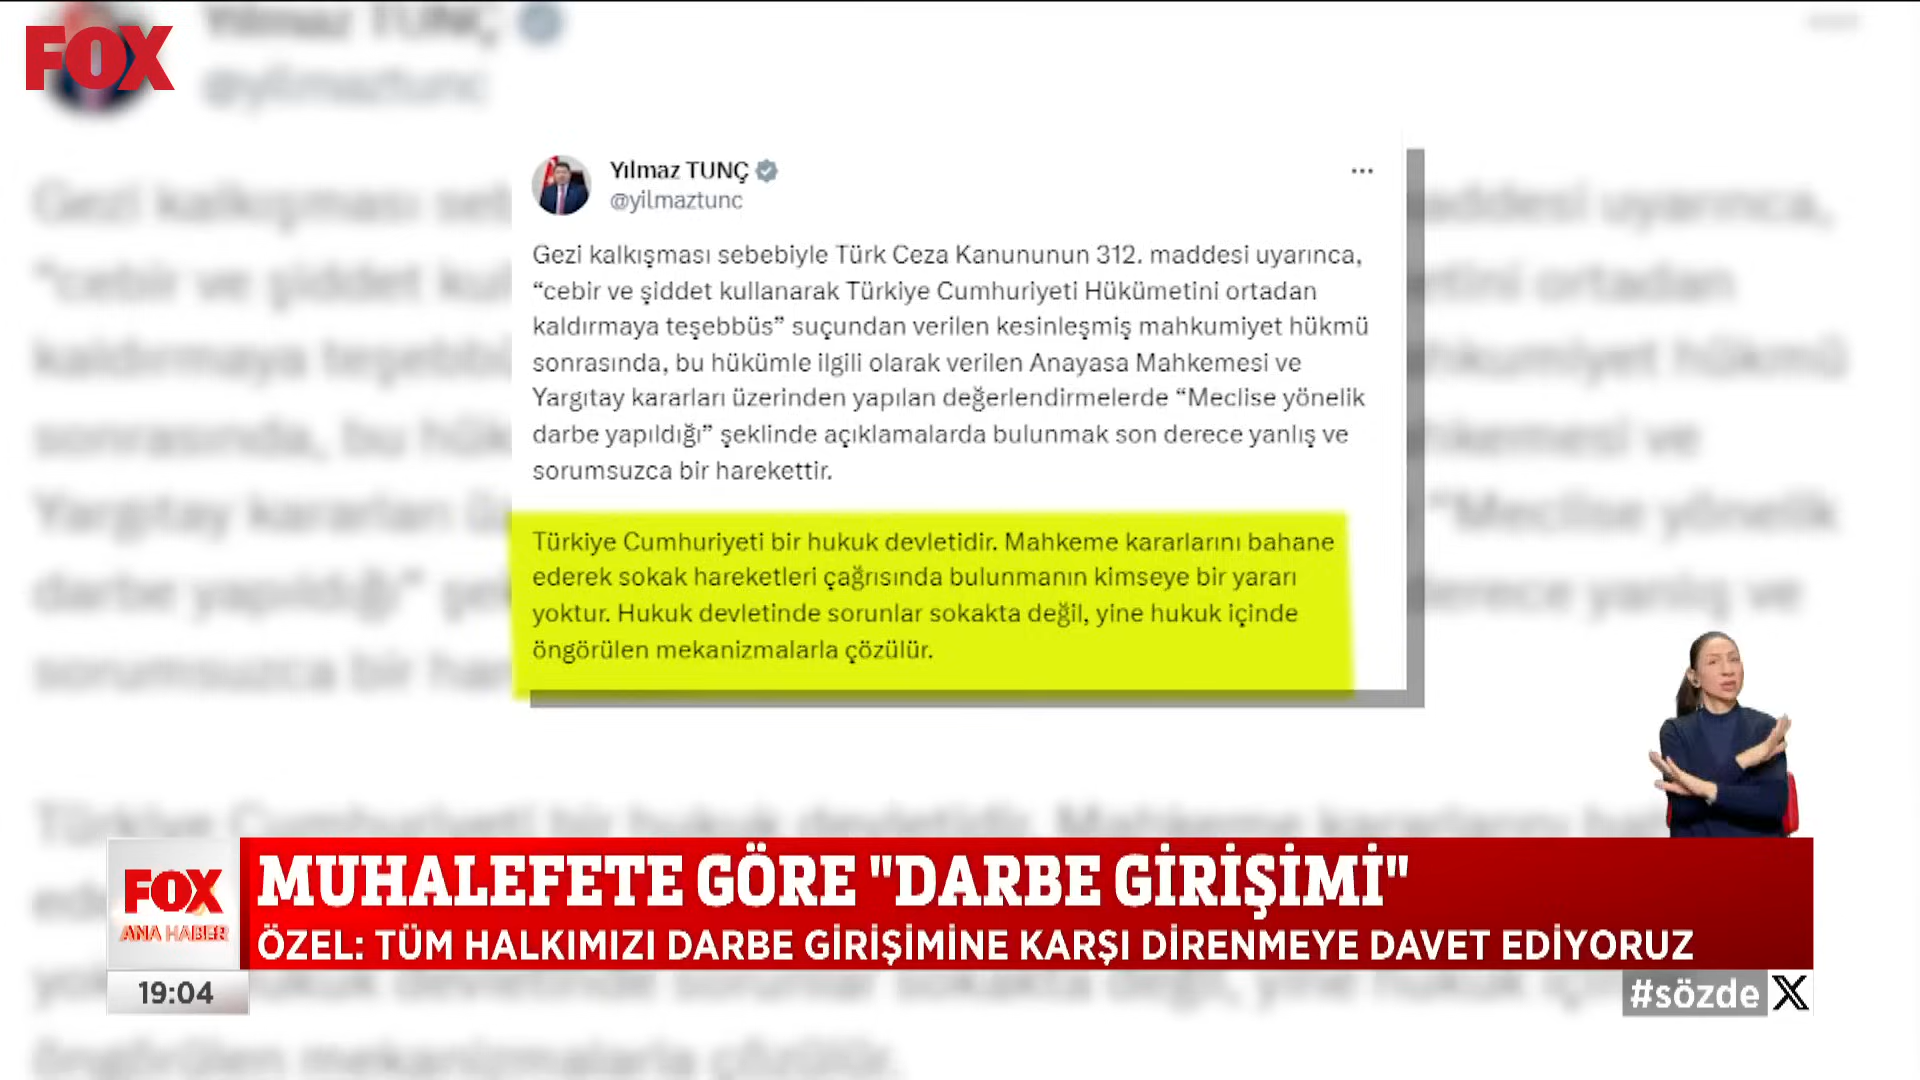 FOX
Yılmaz TUNÇ
@yilmaztunc
Gezi kalkışması sebebiyle Türk Ceza Kanununun 312. maddesi uyarınca,
“cebir ve şiddet kullanarak Türkiye Cumhuriyeti Hükümetini ortadan
kaldırmaya teşebbüs” suçundan verilen kesinleşmiş mahkumiyet hükmü
sonrasında, bu hükümle ilgili olarak verilen Anayasa Mahkemesi ve
Yargıtay kararları üzerinden yapılan değerlendirmelerde “Meclise yönelik
darbe yapıldığı” şeklinde açıklamalarda bulunmak son derece yanlış ve
sorumsuzca bir harekettir.
Türkiye Cumhuriyeti bir hukuk devletidir. Mahkeme kararlarını bahane
ederek sokak hareketleri çağrısında bulunmanın kimseye bir yararı
yoktur. Hukuk devletinde sorunlar sokakta değil, yine hukuk içinde
öngörülen mekanizmalarla çözülür.
FOX
ANA HABER
MUHALEFETE GÖRE "DARBE GİRİŞİMİ"
ÖZEL: TÜM HALKIMIZI DARBE GİRİŞİMİNE KARŞI DİRENMEYE DAVET EDİYORUZ
19:04
#sözde X